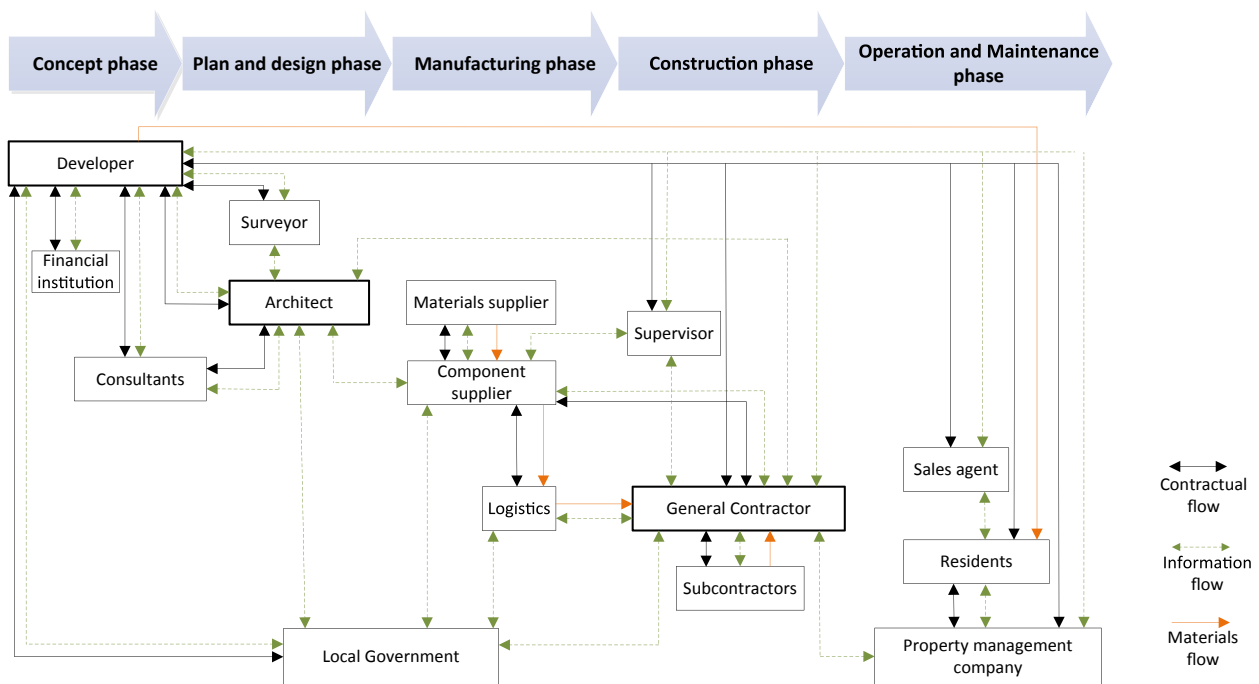 Concept phase
Plan and design phase
Manufacturing phase
Construction phase
Operation and Maintenance
phase
Developer
Surveyor
Financial
institution
Architect
Materials supplier
Supervisor
Consultants
Component
supplier
Sales agent
Logistics
General Contractor
Residents
Subcontractors
Local Government
Property management
company
Contractual
flow
Information
flow
Materials
flow